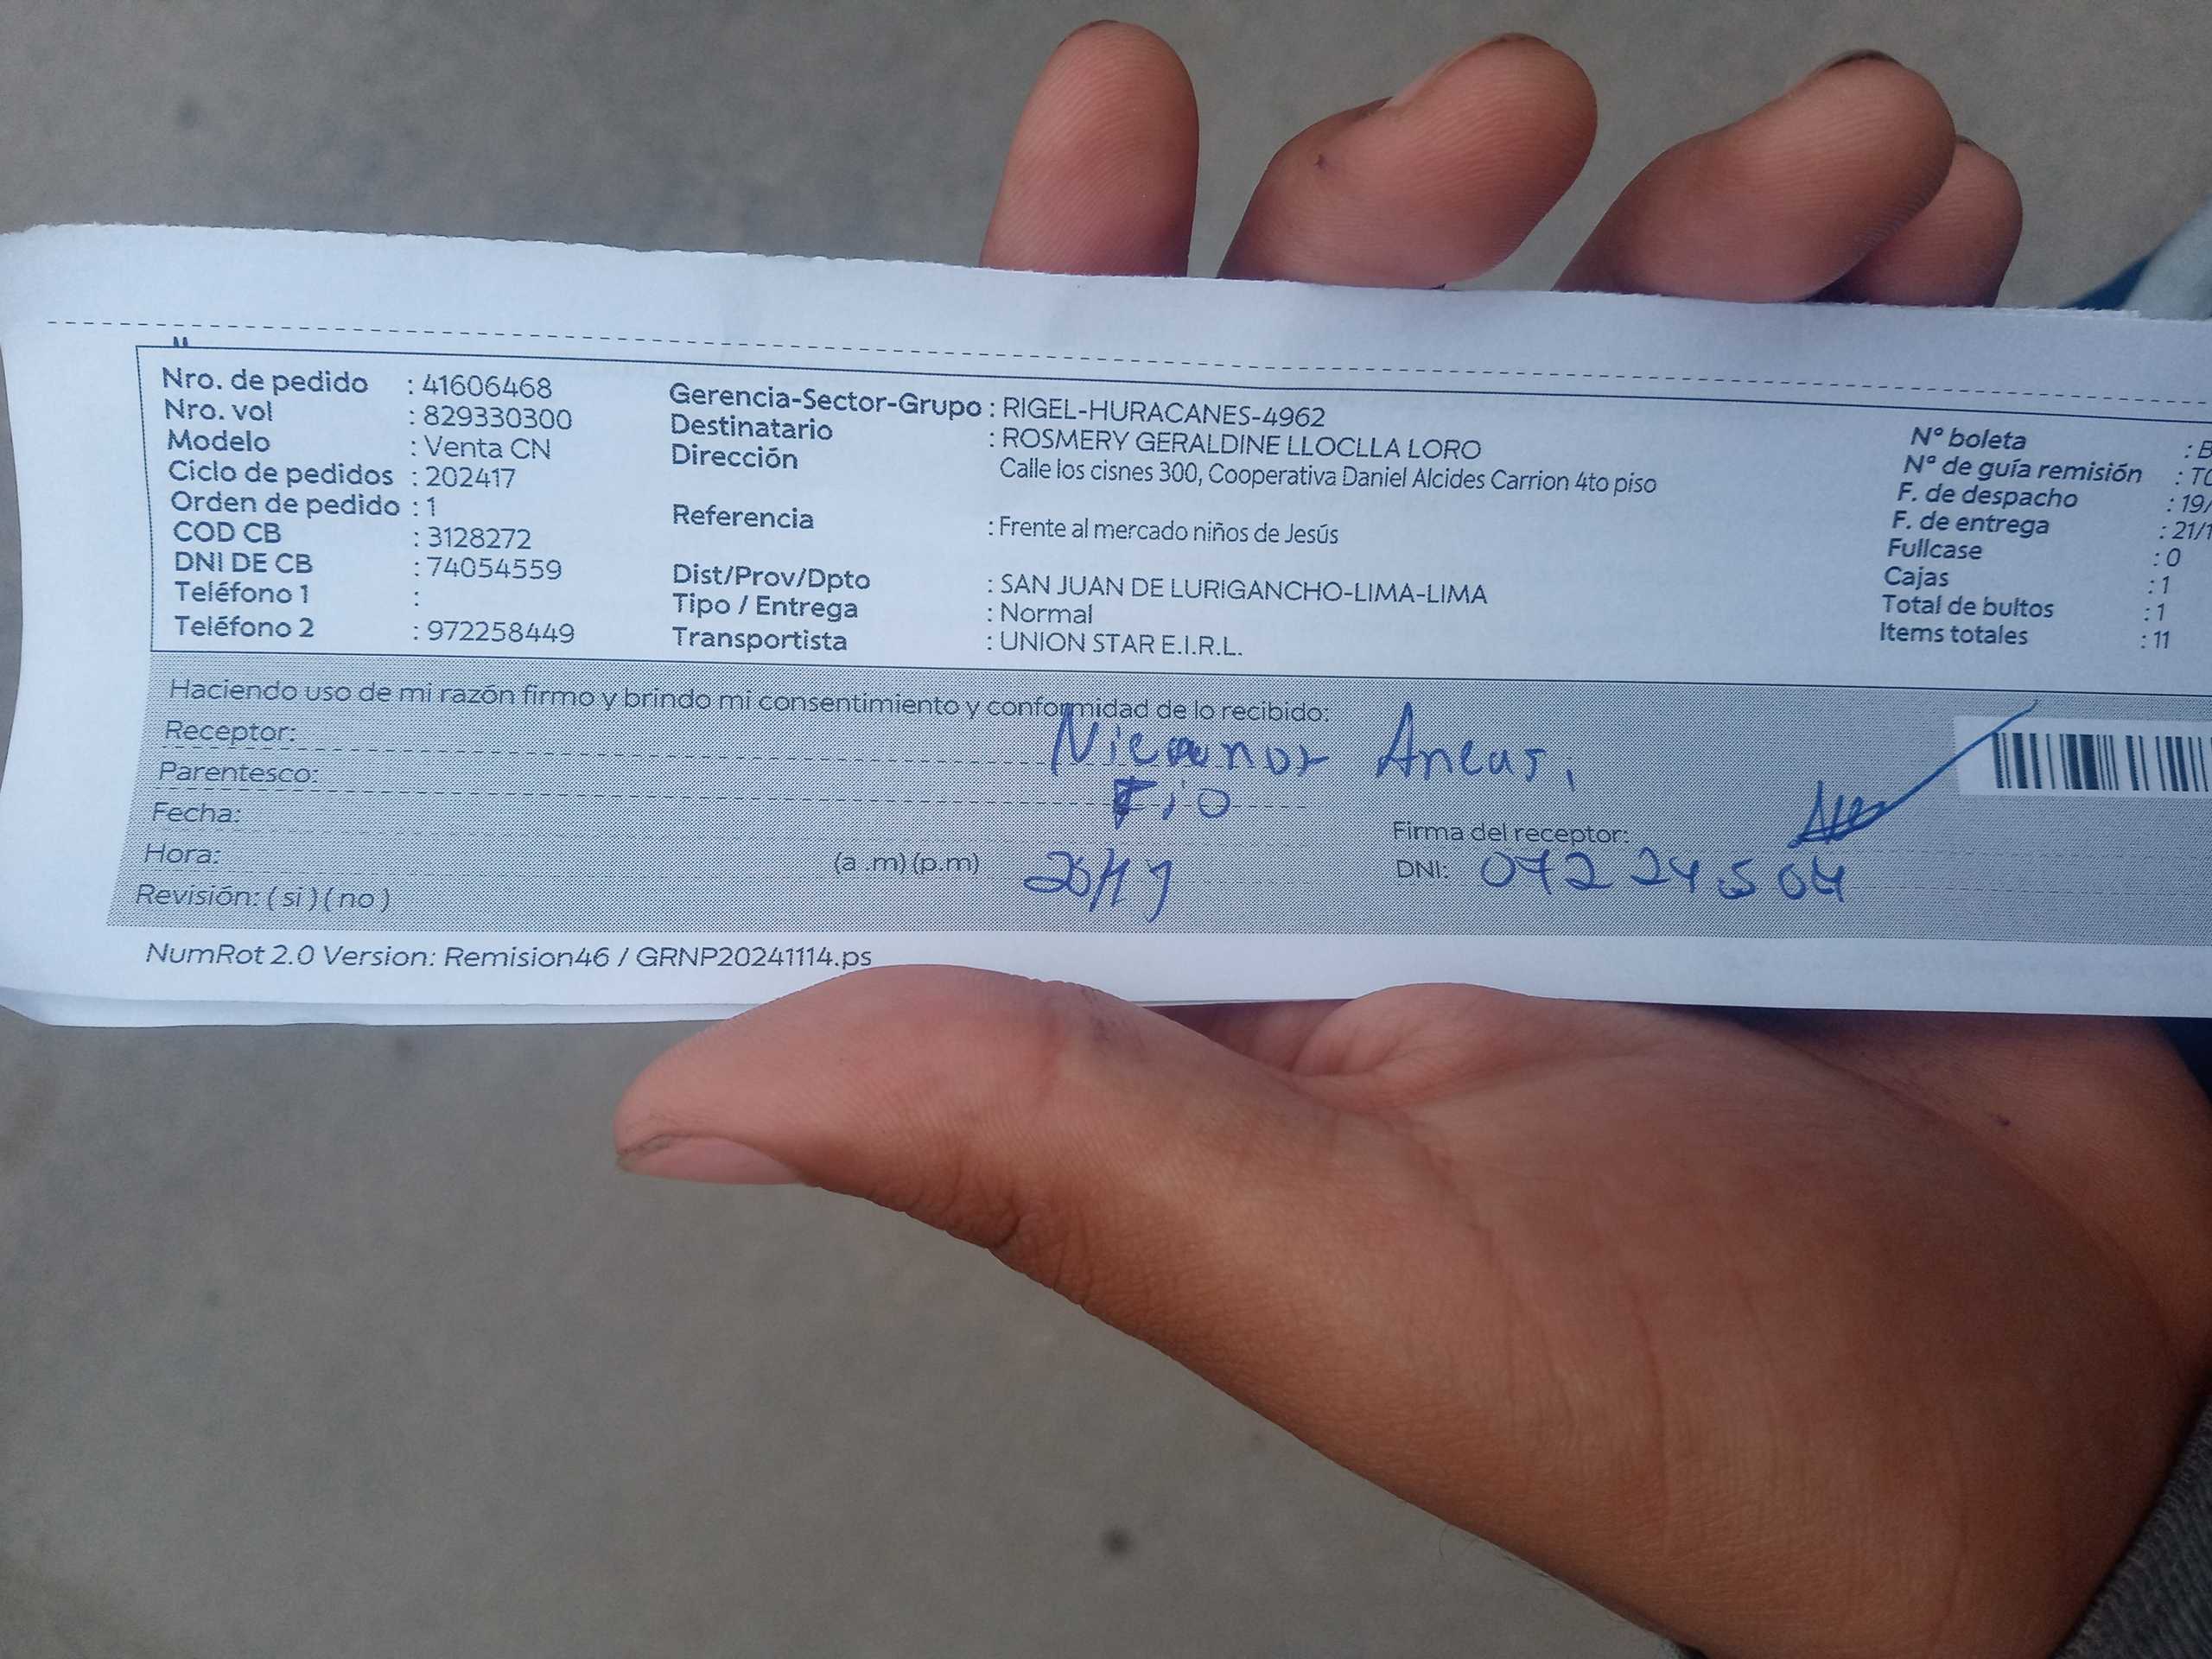 Nro. de pedido : 41606468
Nro. vol : 829330300
Modelo : Venta CN
Ciclo de pedidos : 202417
Orden de pedido : 1
COD CB : 3128272
DNI DE CB : 74054559
Teléfono 1 :
Teléfono 2 : 972258449
Gerencia-Sector-Grupo : RIGEL-HURACANES-4962
Destinatario : ROSMERY GERALDINE LLOCLLA LORO
Dirección Calle los cisnes 300, Cooperativa Daniel Alcides Carrion 4to piso
Referencia : Frente al mercado niños de Jesús
Dist/Prov/Dpto : SAN JUAN DE LURIGANCHO-LIMA-LIMA
Tipo / Entrega : Normal
Transportista : UNION STAR E.I.R.L.
N° boleta : B
N° de guía remisión : T0
F. de despacho : 19/
F. de entrega : 21/1
Fullcase : 0
Cajas : 1
Total de bultos : 1
Items totales : 11
Haciendo uso de mi razón firmo y brindo mi consentimiento y conformidad de lo recibido:
Receptor: Nicanor
Parentesco: Tio
Fecha:
Hora: (a .m) (p.m)
Revisión: ( si ) ( no )
Firma del receptor:
DNI: 07224504
NumRot 2.0 Version: Remision46 / GRNP20241114.ps